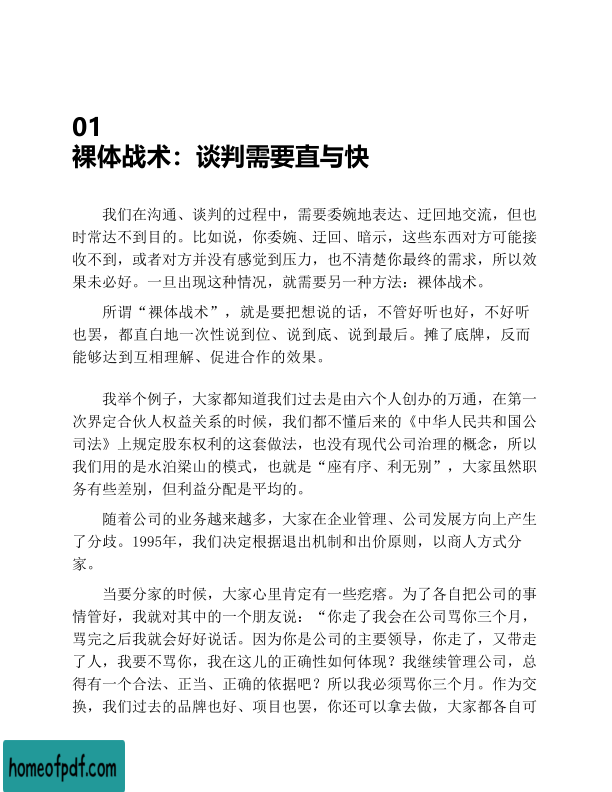 01
裸体战术：谈判需要直与快
我们在沟通、谈判的过程中，需要委婉地表达、迂回地交流，但也
时常达不到目的。比如说，你委婉、迂回、暗示，这些东西对方可能接
收不到，或者对方并没有感觉到压力，也不清楚你最终的需求，所以效
果未必好。一旦出现这种情况，就需要另一种方法：裸体战术。
所谓“裸体战术”，就是要把想说的话，不管好听也好，不好听
也罢，都直白地一次性说到位、说到底、说到最后。摊了底牌，反而
能够达到互相理解、促进合作的效果。
我举个例子，大家都知道我们过去是由六个人创办的万通，在第一
次界定合伙人权益关系的时候，我们都不懂后来的《中华人民共和国公
司法》上规定股东权利的这套做法，也没有现代公司治理的概念，所以
我们用的是水泊梁山的模式，也就是“座有序、利无别”，大家虽然职
务有些差别，但利益分配是平均的。
随着公司的业务越来越多，大家在企业管理、公司发展方向上产生
了分歧。1995年，我们决定根据退出机制和出价原则，以商人方式分
家。
当要分家的时候，大家心里肯定有一些疙瘩。为了各自把公司的事
情管好，我就对其中的一个朋友说：“你走了我会在公司骂你三个月，
骂完之后我就会好好说话。因为你是公司的主要领导，你走了，又带走
了人，我要不骂你，我在这儿的正确性如何体现？我继续管理公司，总
得有一个合法、正当、正确的依据吧？所以我必须骂你三个月。作为交
换，我们过去的品牌也好、项目也罢，你还可以拿去做，大家都各自可
homeofpdf.com